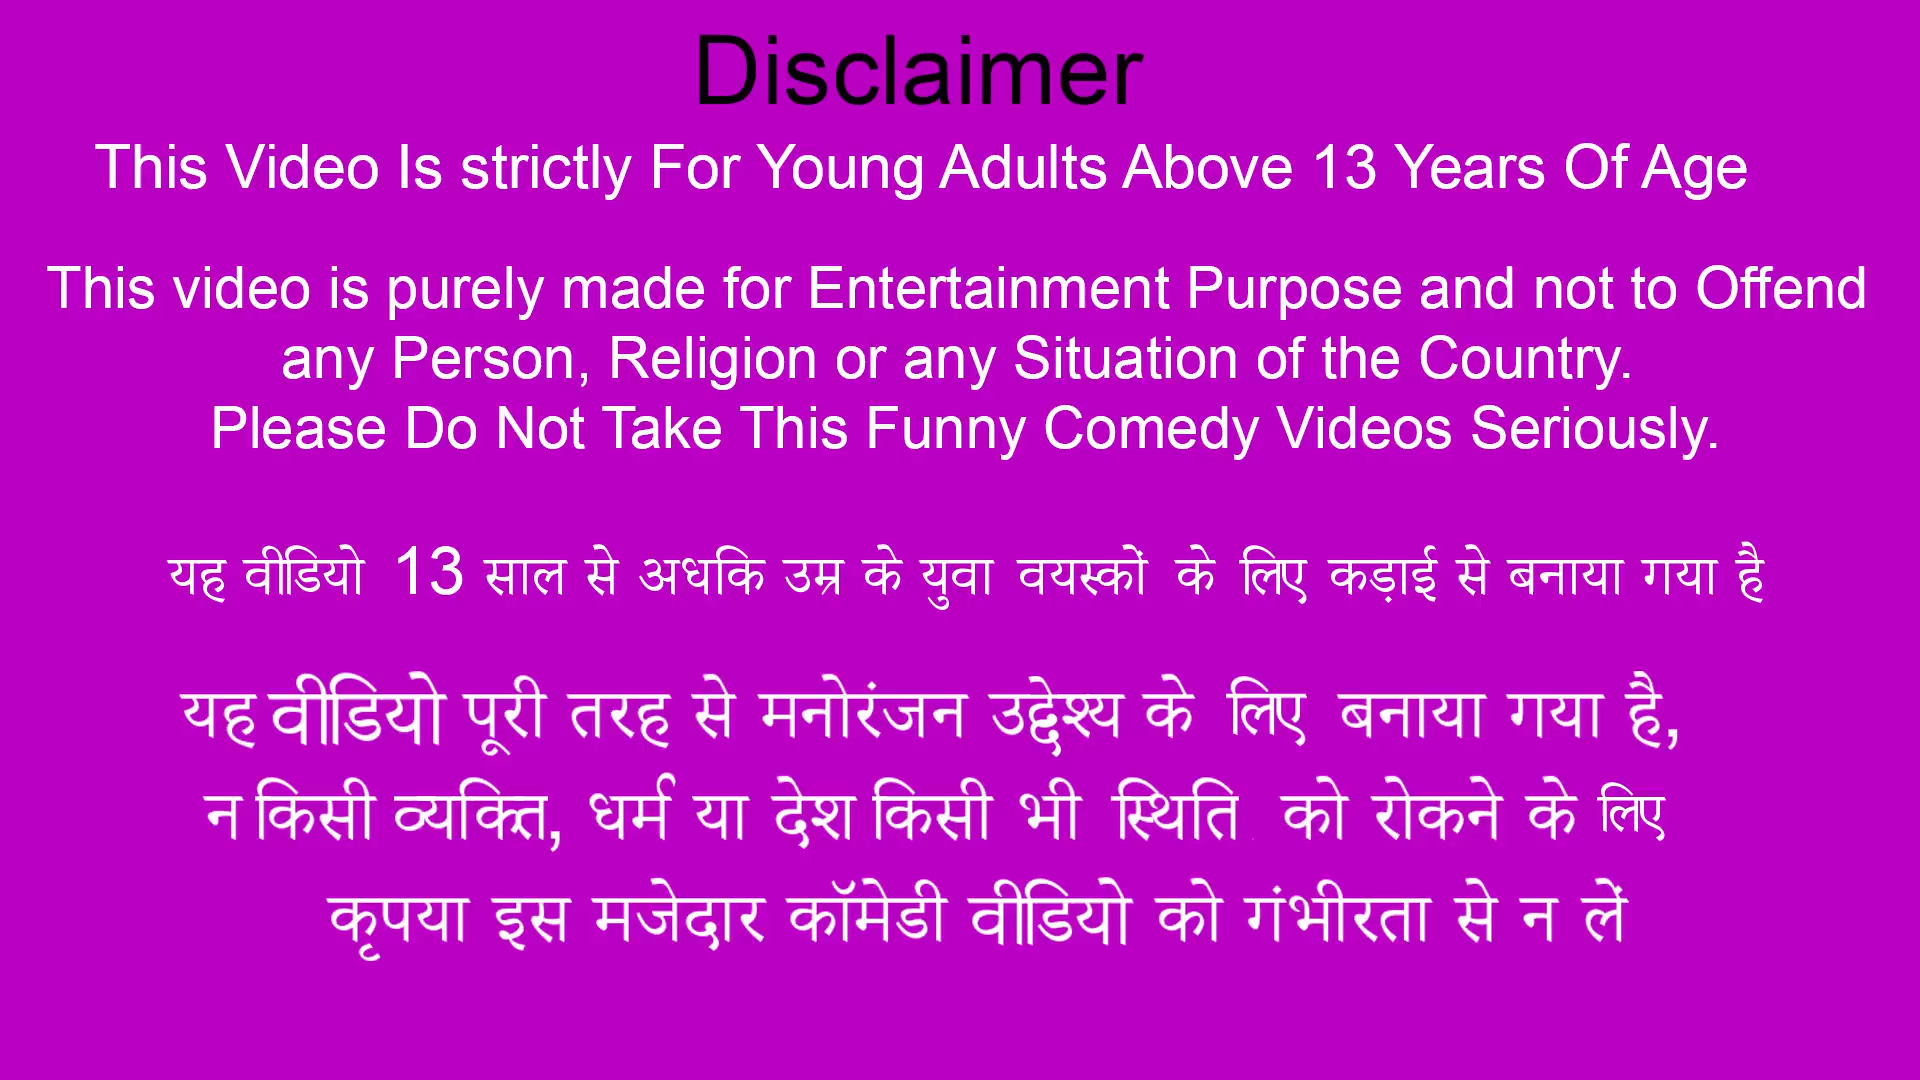 Disclaimer
This Video Is strictly For Young Adults Above 13 Years Of Age
This video is purely made for Entertainment Purpose and not to Offend
any Person, Religion or any Situation of the Country.
Please Do Not Take This Funny Comedy Videos Seriously.
यह वीडियो 13 साल से अधकि उम्र के युवा वयस्कों के लिए कड़ाई से बनाया गया है
यह वीडियो पूरी तरह से मनोरंजन उद्देश्य के लिए बनाया गया है,
न किसी व्यक्ति, धर्म या देश किसी भी स्थिति को रोकने के लिए
कृपया इस मजेदार कॉमेडी वीडियो को गंभीरता से न लें